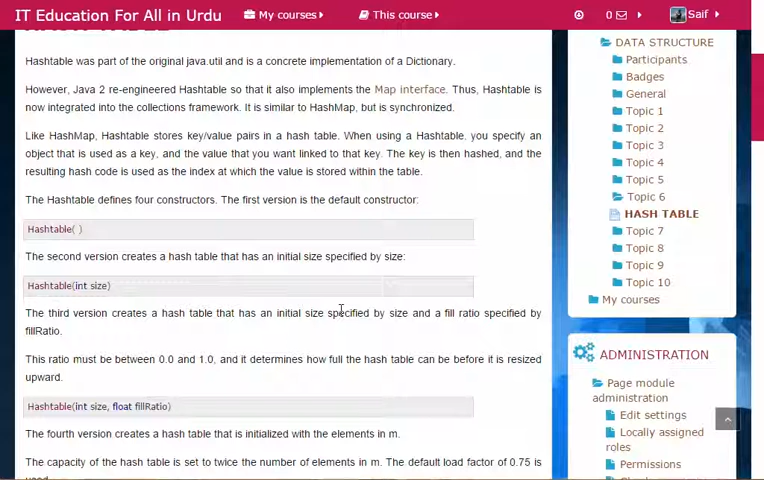 IT Education For All in Urdu
My courses
This course
0
Saif
Hashtable was part of the original java.util and is a concrete implementation of a Dictionary.
However, Java 2 re-engineered Hashtable so that it also implements the Map interface. Thus, Hashtable is
now integrated into the collections framework. It is similar to HashMap, but is synchronized.
Like HashMap, Hashtable stores key/value pairs in a hash table. When using a Hashtable, you specify an
object that is used as a key, and the value that you want linked to that key. The key is then hashed, and the
resulting hash code is used as the index at which the value is stored within the table.
The Hashtable defines four constructors. The first version is the default constructor:
Hashtable( )
The second version creates a hash table that has an initial size specified by size:
Hashtable(int size)
The third version creates a hash table that has an initial size specified by size and a fill ratio specified by
fillRatio.
This ratio must be between 0.0 and 1.0, and it determines how full the hash table can be before it is resized
upward.
Hashtable(int size, float fillRatio)
The fourth version creates a hash table that is initialized with the elements in m.
The capacity of the hash table is set to twice the number of elements in m. The default load factor of 0.75 is
DATA STRUCTURE
Participants
Badges
General
Topic 1
Topic 2
Topic 3
Topic 4
Topic 5
Topic 6
HASH TABLE
Topic 7
Topic 8
Topic 9
Topic 10
My courses
ADMINISTRATION
Page module
administration
Edit settings
Locally assigned
roles
Permissions